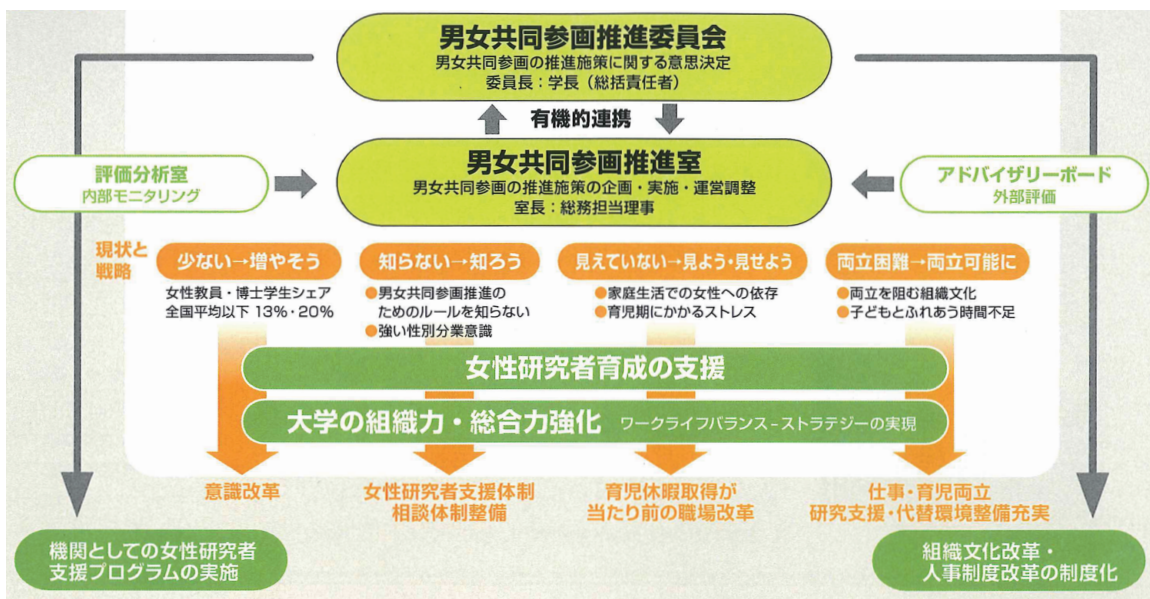 男女共同参画推進委員会
男女共同参画の推進施策に関する意思決定
委員長：学長（総括責任者）
有機的連携
評価分析室
内部モニタリング
男女共同参画推進室
男女共同参画の推進施策の企画・実施・運営調整
室長：総務担当理事
アドバイザリーボード
外部評価
現状と
戦略
少ない→増やそう
女性教員・博士学生シェア
全国平均以下 13%・20%
知らない→知ろう
●男女共同参画推進の
ためのルールを知らない
●強い性別分業意識
見えていない→見よう・見せよう
●家庭生活での女性への依存
●育児期にかかるストレス
両立困難→両立可能に
●両立を阻む組織文化
●子どもとふれあう時間不足
女性研究者育成の支援
大学の組織力・総合力強化 ワークライフバランス－ストラテジーの実現
意識改革
女性研究者支援体制
相談体制整備
育児休暇取得が
当たり前の職場改革
仕事・育児両立
研究支援・代替環境整備充実
機関としての女性研究者
支援プログラムの実施
組織文化改革・
人事制度改革の制度化